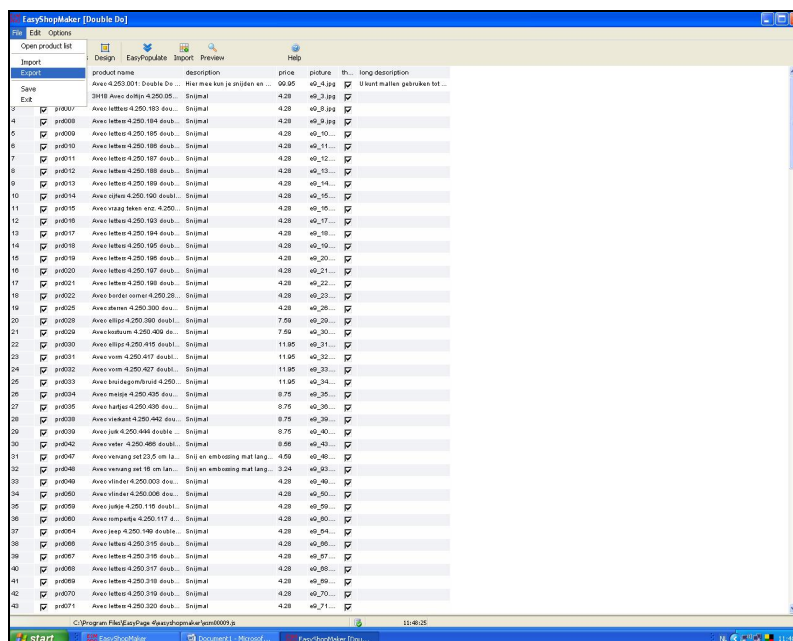 EasyShopMaker [Double Do]
File Edit Options
Open product list
Import
Export
Save
Exit
Design EasyPopulate Import Preview Help
product name description price picture th... long description
Avec 4.253.001: Double Do ... Hier mee kun je snijden en ... 99.95 e9_4.jpg U kunt mallen gebruiken tot ...
3H18 Avec dolfijn 4.250.05... Snijmal 4.28 e9_6.jpg
3 prd007 Avec lettters 4.250.183 dou... Snijmal 4.28 e9_8.jpg
4 prd008 Avec letters 4.250.184 doub... Snijmal 4.28 e9_9.jpg
5 prd009 Avec letters 4.250.185 doub... Snijmal 4.28 e9_10....
6 prd010 Avec letters 4.250.186 doub... Snijmal 4.28 e9_11....
7 prd011 Avec letters 4.250.187 doub... Snijmal 4.28 e9_12....
8 prd012 Avec letters 4.250.188 doub... Snijmal 4.28 e9_13....
9 prd013 Avec letters 4.250.189 doub... Snijmal 4.28 e9_14....
10 prd014 Avec cijfers 4.250.190 doubl... Snijmal 4.28 e9_15....
11 prd015 Avec vraag teken enz. 4.250... Snijmal 4.28 e9_16....
12 prd016 Avec letters 4.250.193 doub... Snijmal 4.28 e9_17....
13 prd017 Avec letters 4.250.194 doub... Snijmal 4.28 e9_18....
14 prd018 Avec letters 4.250.195 doub... Snijmal 4.28 e9_19....
15 prd019 Avec letters 4.250.196 doub... Snijmal 4.28 e9_20....
16 prd020 Avec letters 4.250.197 doub... Snijmal 4.28 e9_21....
17 prd021 Avec letters 4.250.198 doub... Snijmal 4.28 e9_22....
18 prd022 Avec border corner 4.250.28... Snijmal 4.28 e9_23....
19 prd025 Avec sterren 4.250.300 dou... Snijmal 4.28 e9_26....
20 prd028 Avec ellips 4.250.380 doubl... Snijmal 7.59 e9_29....
21 prd029 Avec kostuum 4.250.409 do... Snijmal 7.59 e9_30....
22 prd030 Avec ellips 4.250.415 doubl... Snijmal 11.95 e9_31....
23 prd031 Avec vorm 4.250.417 doubl... Snijmal 11.95 e9_32....
24 prd032 Avec vorm 4.250.427 doubl... Snijmal 11.95 e9_33....
25 prd033 Avec bruidegom/bruid 4.250... Snijmal 11.95 e9_34....
26 prd034 Avec meisje 4.250.435 dou... Snijmal 8.75 e9_35....
27 prd035 Avec hartjes 4.250.436 dou... Snijmal 8.75 e9_36....
28 prd038 Avec vierkant 4.250.442 dou... Snijmal 8.75 e9_39....
29 prd039 Avec jurk 4.250.444 double ... Snijmal 8.75 e9_40....
30 prd042 Avec veter 4.250.466 doubl... Snijmal 8.56 e9_43....
31 prd047 Avec vervang set 23,5 cm la... Snij en embossing mat lang... 4.59 e9_48....
32 prd048 Avec vervang set 16 cm lan... Snij en embossing mat lang... 3.24 e9_93....
33 prd049 Avec vlinder 4.250.003 dou... Snijmal 4.28 e9_49....
34 prd050 Avec vlinder 4.250.006 dou... Snijmal 4.28 e9_50....
35 prd059 Avec jurkje 4.250.116 doubl... Snijmal 4.28 e9_59....
36 prd060 Avec rompertje 4.250.117 d... Snijmal 4.28 e9_60....
37 prd064 Avec jeep 4.250.149 double... Snijmal 4.28 e9_64....
38 prd066 Avec letters 4.250.315 doub... Snijmal 4.28 e9_66....
39 prd067 Avec letters 4.250.316 doub... Snijmal 4.28 e9_67....
40 prd068 Avec letters 4.250.317 doub... Snijmal 4.28 e9_68....
41 prd069 Avec letters 4.250.318 doub... Snijmal 4.28 e9_69....
42 prd070 Avec letters 4.250.319 doub... Snijmal 4.28 e9_70....
43 prd071 Avec letters 4.250.320 doub... Snijmal 4.28 e9_71....
C:\Program Files\EasyPage 4\easyshopmaker\esm00009.js 11:48:25
start EasyShopMaker Document1 - Microsof... EasyShopMaker [Dou... NL 11:48